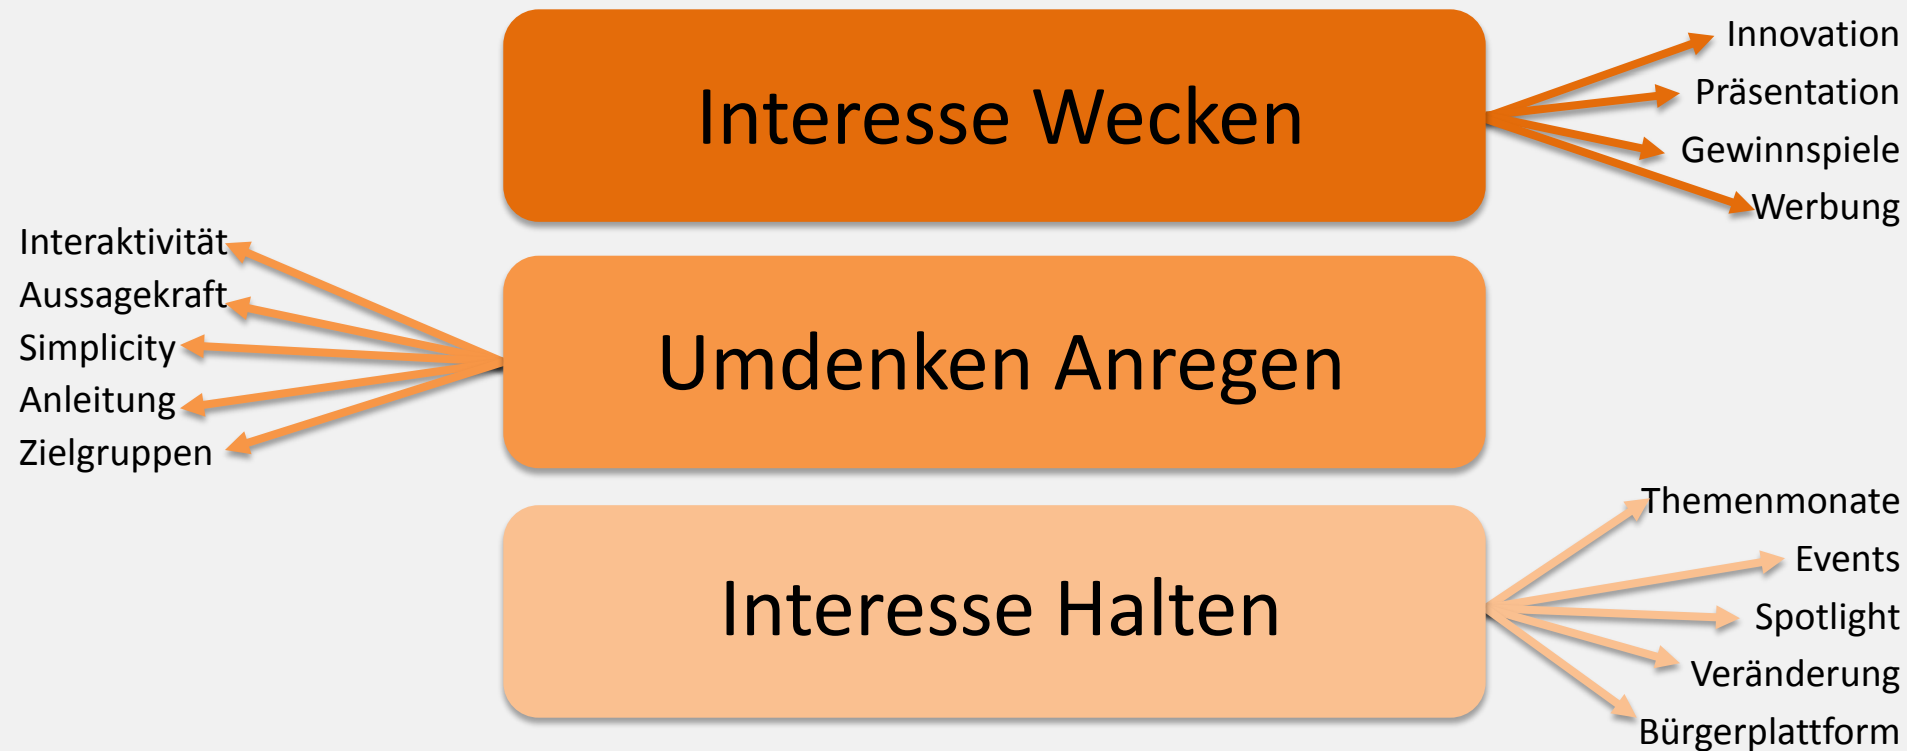 Interesse Wecken
Innovation
Präsentation
Gewinnspiele
Werbung
Umdenken Anregen
Interaktivität
Aussagekraft
Simplicity
Anleitung
Zielgruppen
Interesse Halten
Themenmonate
Events
Spotlight
Veränderung
Bürgerplattform